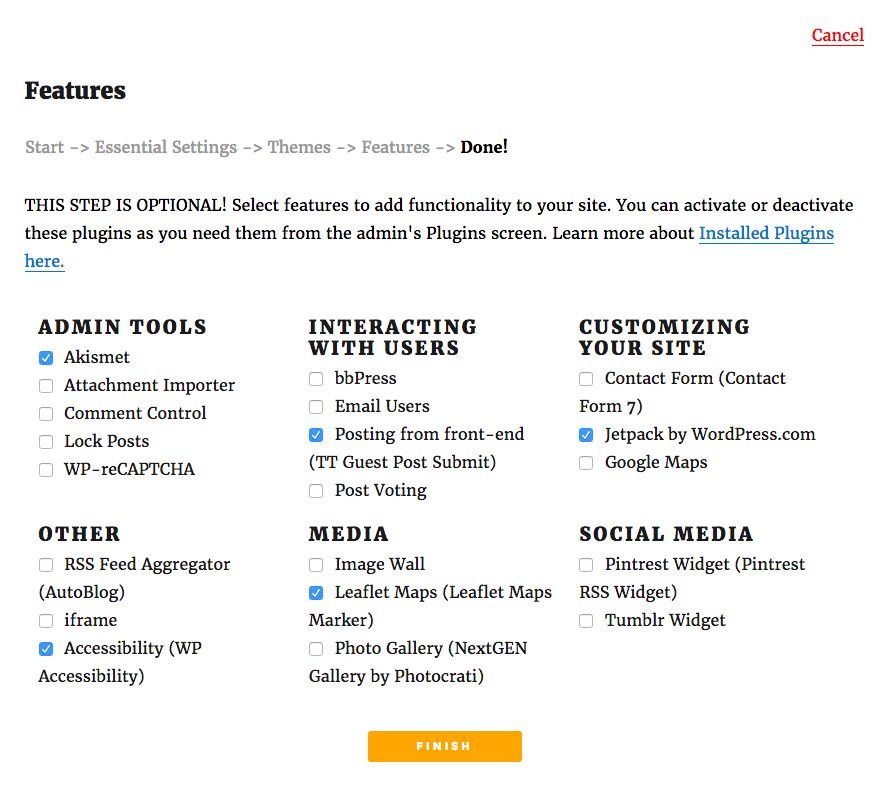 Cancel
Features
Start -> Essential Settings -> Themes -> Features -> Done!
THIS STEP IS OPTIONAL! Select features to add functionality to your site. You can activate or deactivate
these plugins as you need them from the admin's Plugins screen. Learn more about Installed Plugins
here.
ADMIN TOOLS
Akismet
Attachment Importer
Comment Control
Lock Posts
WP-reCAPTCHA
INTERACTING
WITH USERS
bbPress
Email Users
Posting from front-end
(TT Guest Post Submit)
Post Voting
CUSTOMIZING
YOUR SITE
Contact Form (Contact
Form 7)
Jetpack by WordPress.com
Google Maps
OTHER
RSS Feed Aggregator
(AutoBlog)
iframe
Accessibility (WP
Accessibility)
MEDIA
Image Wall
Leaflet Maps (Leaflet Maps
Marker)
Photo Gallery (NextGEN
Gallery by Photocrati)
SOCIAL MEDIA
Pintrest Widget (Pintrest
RSS Widget)
Tumblr Widget
FINISH